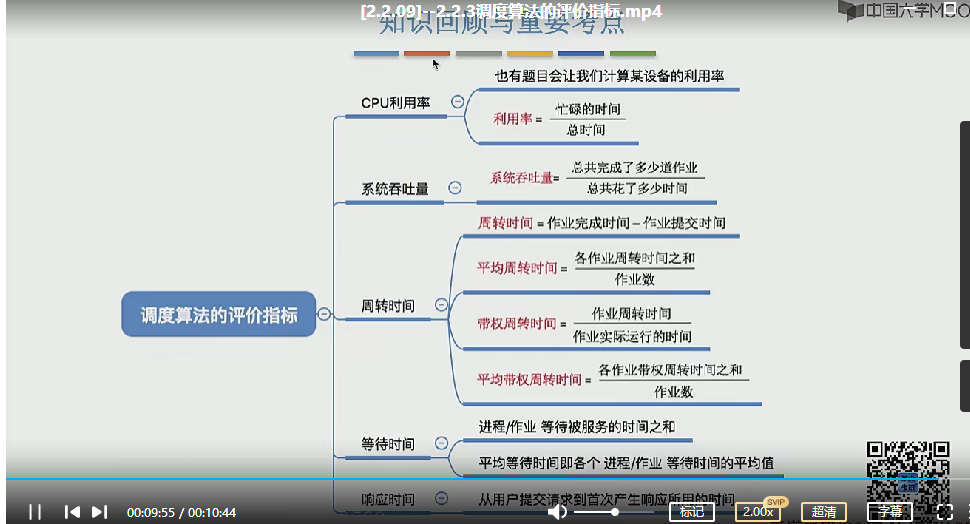 [2.2.09]--2.2.3调度算法的评价指标.mp4
中国大学MOO
知识回顾与重要考点
也有题目会让我们计算某设备的利用率
CPU利用率
利用率 = 忙碌的时间
总时间
系统吞吐量
系统吞吐量= 总共完成了多少道作业
总共花了多少时间
周转时间 = 作业完成时间 – 作业提交时间
平均周转时间 = 各作业周转时间之和
作业数
调度算法的评价指标
周转时间
带权周转时间 = 作业周转时间
作业实际运行的时间
平均带权周转时间 = 各作业带权周转时间之和
作业数
等待时间
进程/作业 等待被服务的时间之和
平均等待时间即各个 进程/作业 等待时间的平均值
响应时间
从用户提交请求到首次产生响应所用的时间
00:09:55 / 00:10:44
标记
2.00x
SVIP
超清
字幕